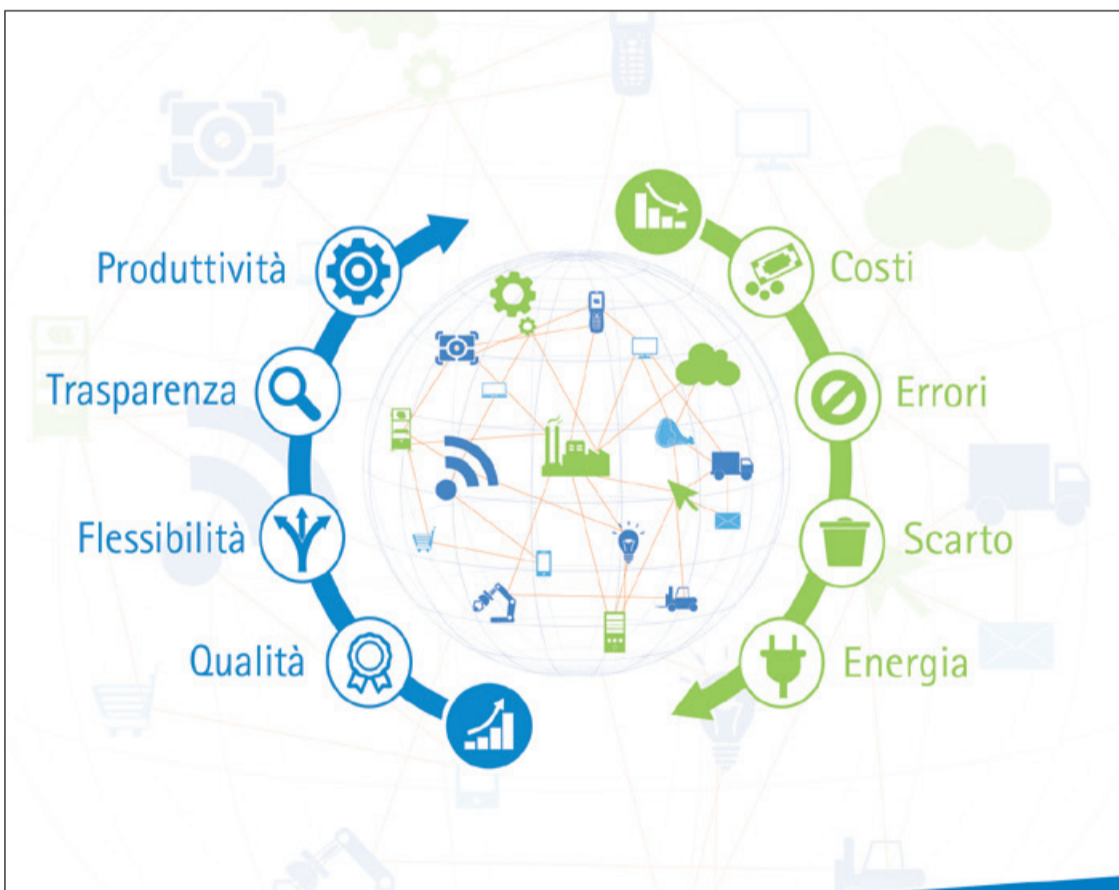 Produttività
Trasparenza
Flessibilità
Qualità
Costi
Errori
Scarto
Energia